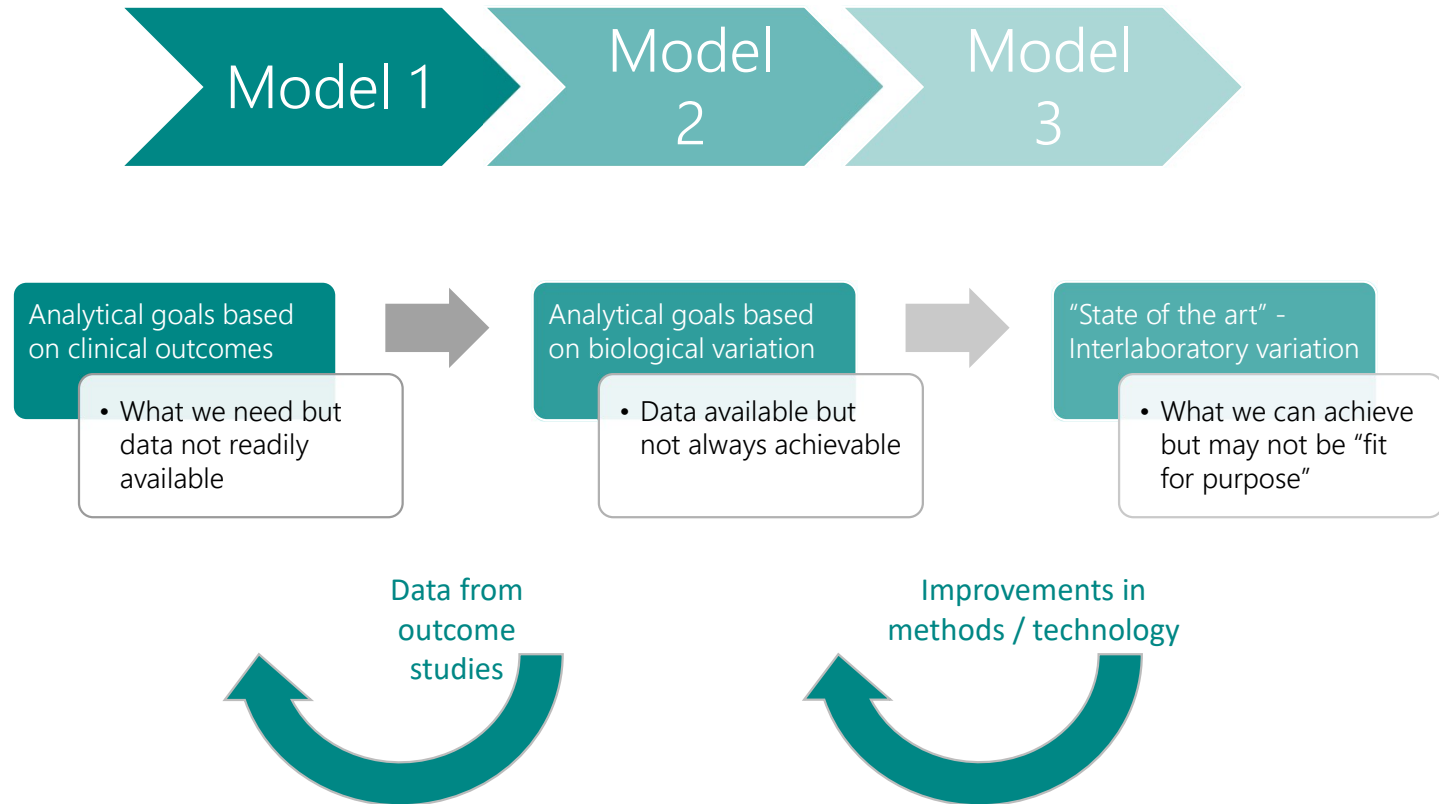 Model 1
Model
2
Model
3
Analytical goals based
on clinical outcomes
• What we need but
data not readily
available
Analytical goals based
on biological variation
• Data available but
not always achievable
“State of the art” -
Interlaboratory variation
• What we can achieve
but may not be “fit
for purpose”
Data from
outcome
studies
Improvements in
methods / technology